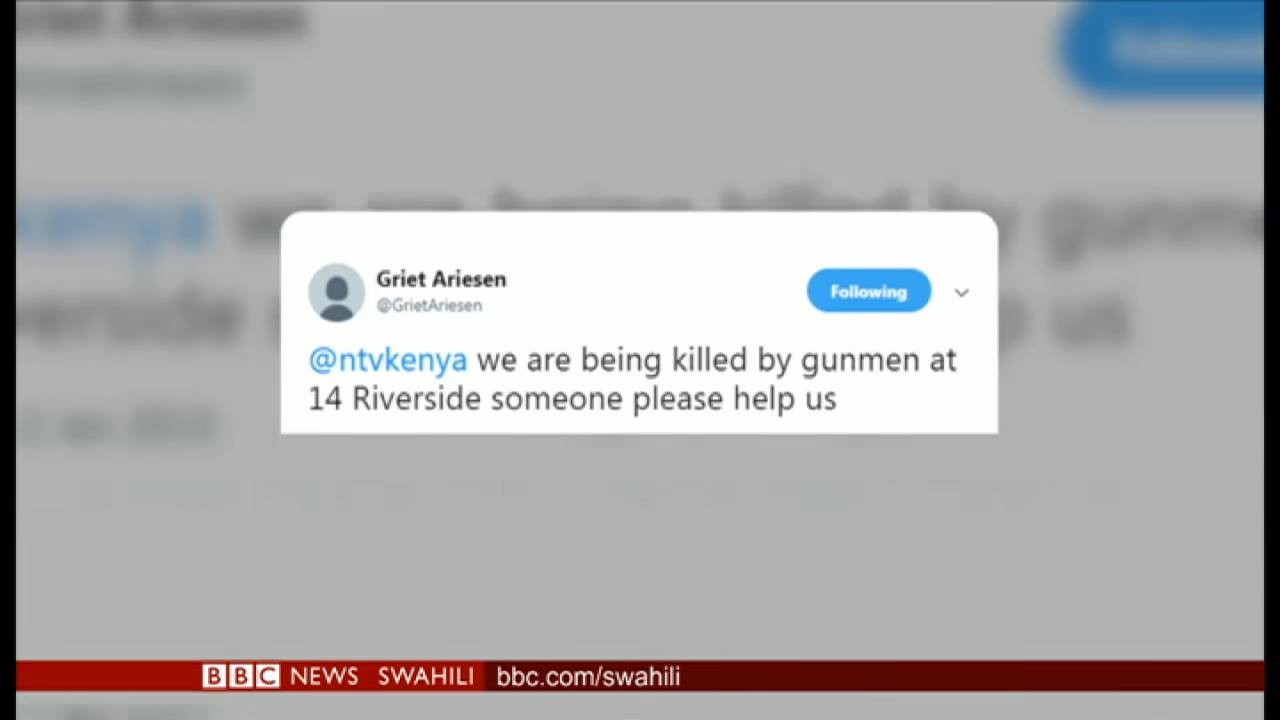 Griet Ariesen
@GrietAriesen
Following
@ntvkenya we are being killed by gunmen at
14 Riverside someone please help us
BBC NEWS SWAHILI bbc.com/swahili